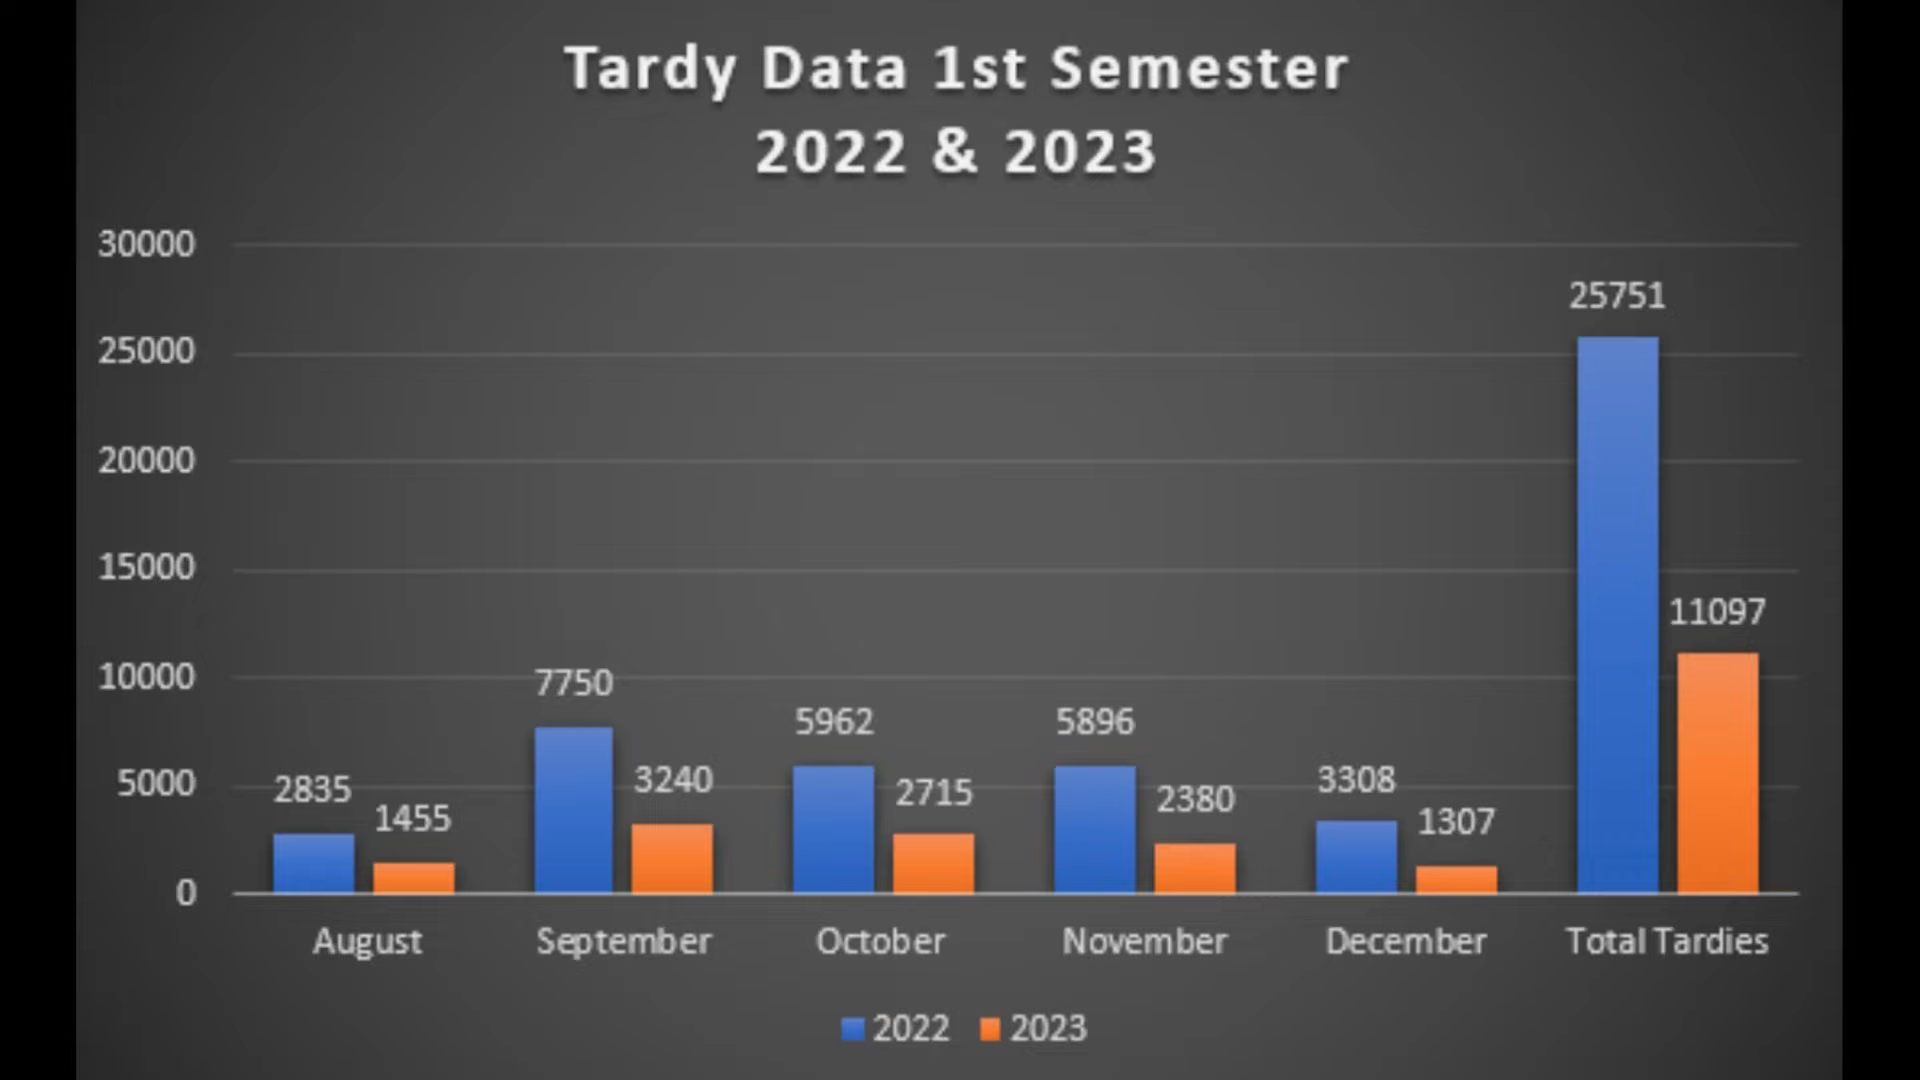 Tardy Data 1st Semester
2022 & 2023
30000
25000
20000
15000
10000
5000
0
2835
1455
7750
3240
5962
2715
5896
2380
3308
1307
25751
11097
August
September
October
November
December
Total Tardies
2022
2023